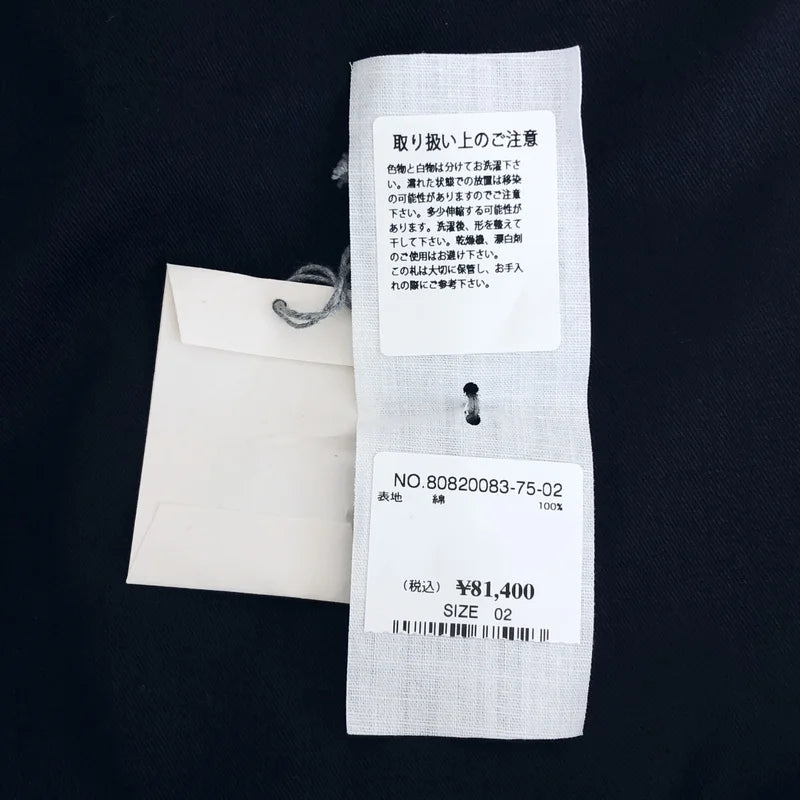 取り扱い上のご注意
色物と白物は分けてお洗濯下さ
い。濡れた状態での放置は移染
の可能性がありますのでご注意
下さい。多少伸縮する可能性が
あります。洗濯後、形を整えて
干して下さい。乾燥機、漂白剤
のご使用はお避け下さい。
この札は大切に保管し、お手入
れの際にご参考下さい。
NO.80820083-75-02
表地 綿
100%
(税込) ¥81,400
SIZE 02